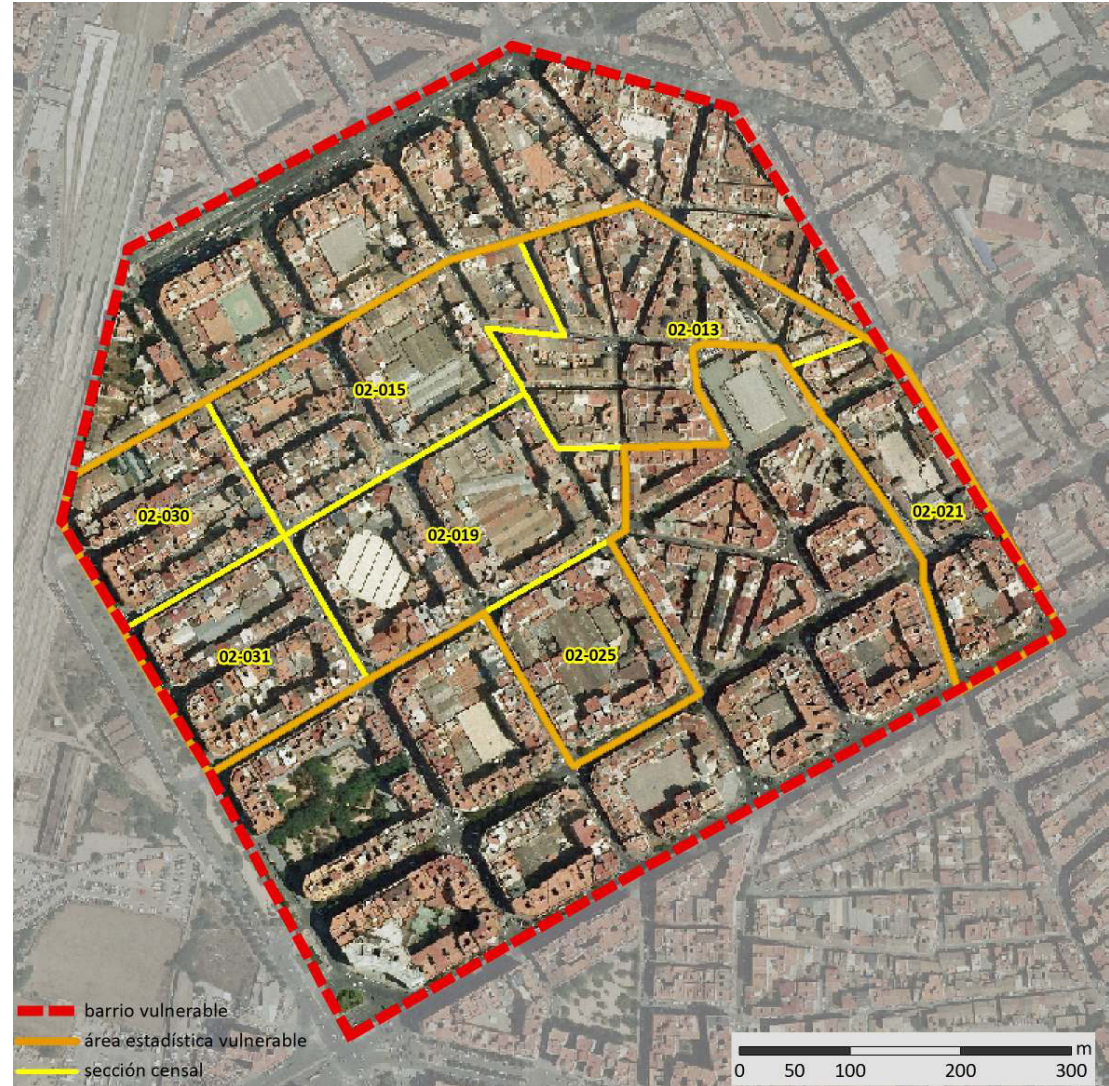 02-013
02-015
02-030
02-021
02-019
02-031
02-025
barrio vulnerable
área estadística vulnerable
sección censal
m
0 50 100 200 300